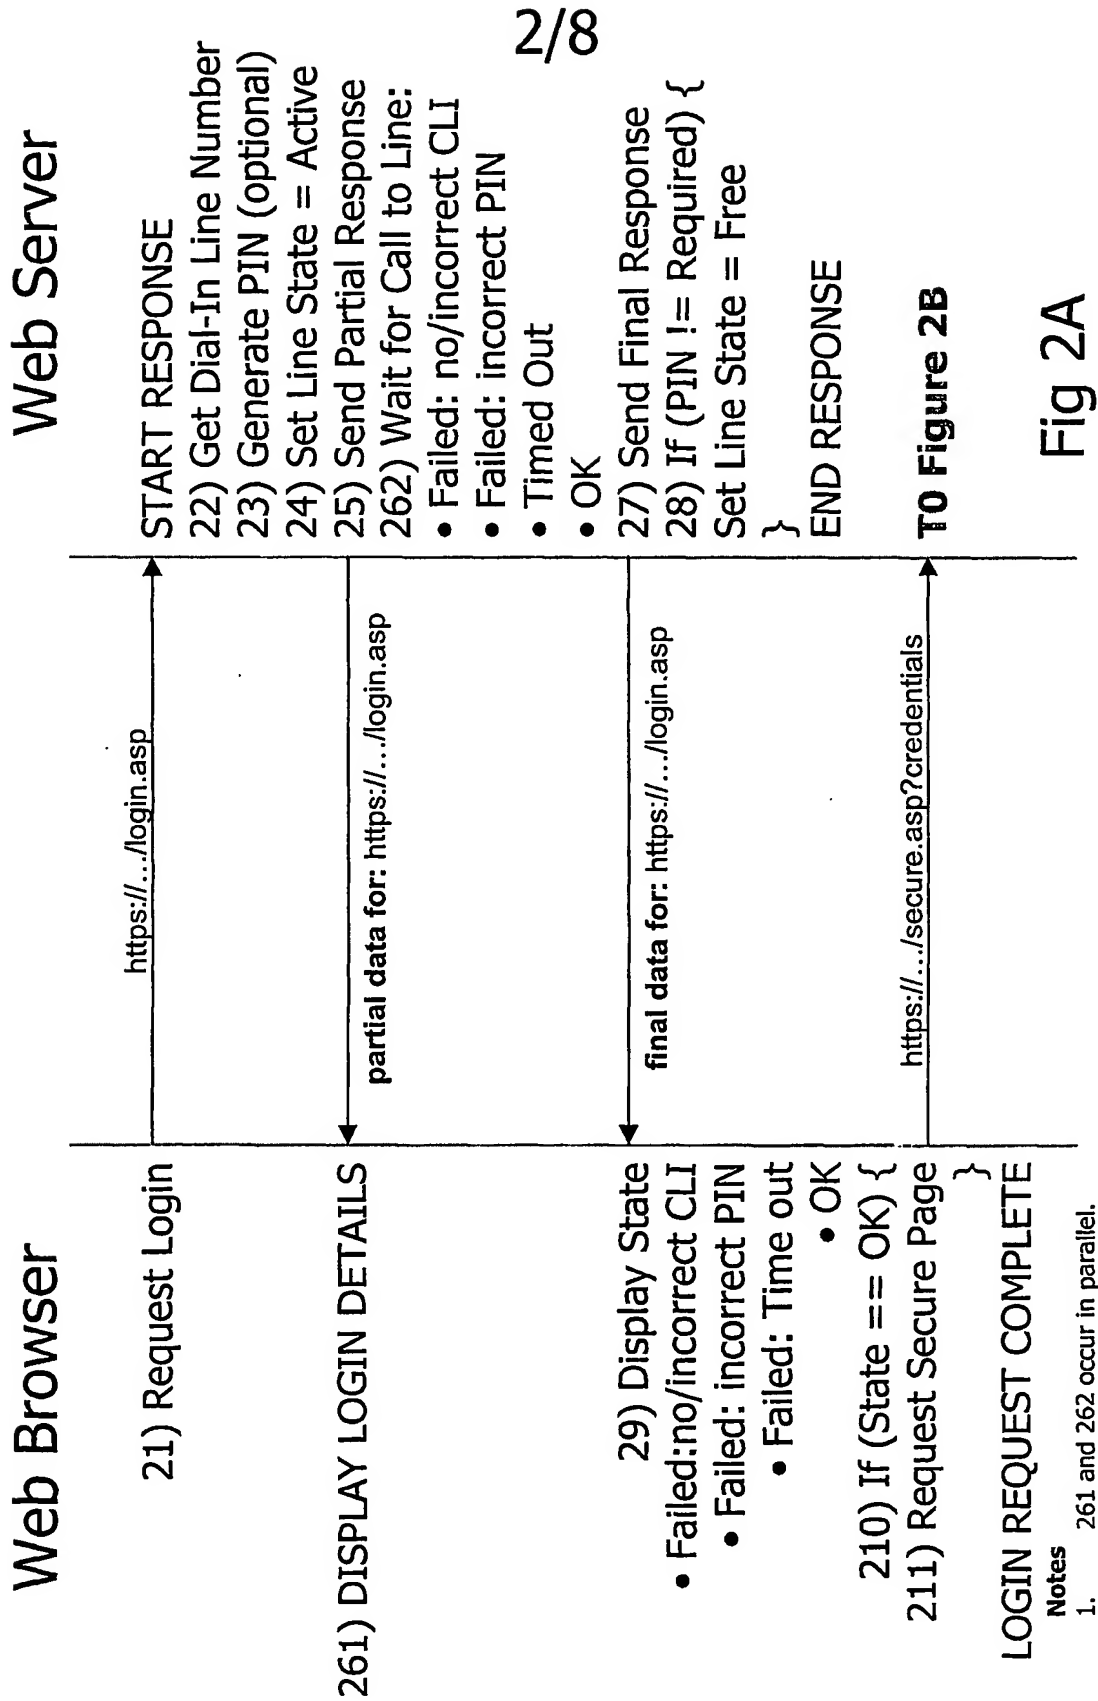 2/8
Web Browser
Web Server
21) Request Login
https://.../login.asp
START RESPONSE
22) Get Dial-In Line Number
23) Generate PIN (optional)
24) Set Line State = Active
25) Send Partial Response
261) DISPLAY LOGIN DETAILS
partial data for: https://.../login.asp
262) Wait for Call to Line:
• Failed: no/incorrect CLI
• Failed: incorrect PIN
• Timed Out
• OK
27) Send Final Response
final data for: https://.../login.asp
28) If (PIN != Required) {
Set Line State = Free
}
END RESPONSE
29) Display State
• Failed:no/incorrect CLI
• Failed: incorrect PIN
• Failed: Time out
• OK
210) If (State == OK) {
211) Request Secure Page
https://.../secure.asp?credentials
TO Figure 2B
}
LOGIN REQUEST COMPLETE
Notes
1. 261 and 262 occur in parallel.
Fig 2A